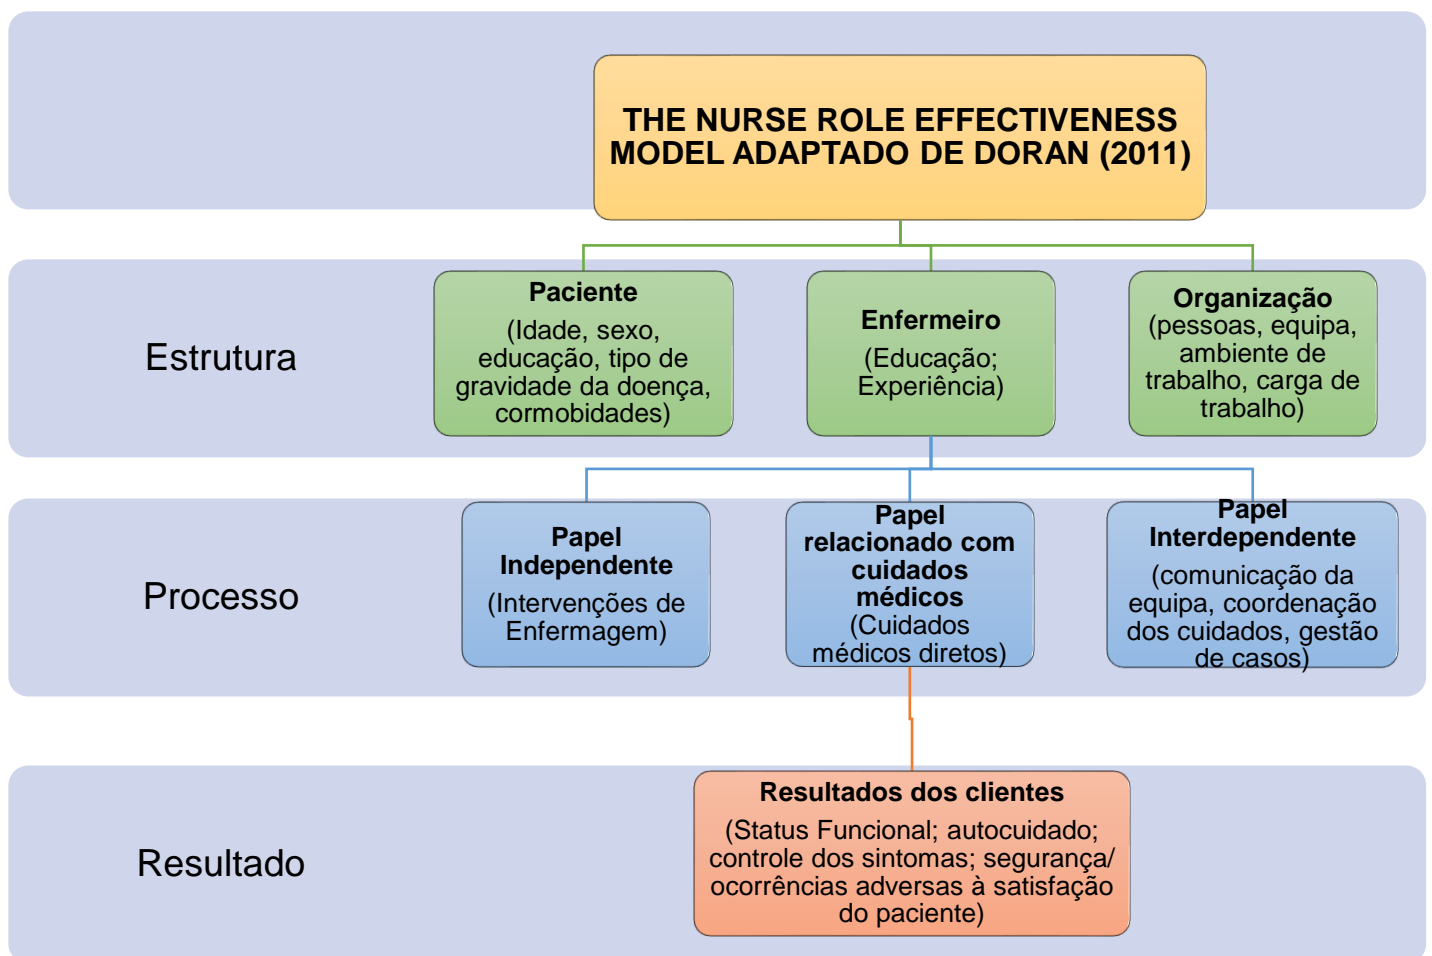 THE NURSE ROLE EFFECTIVENESS
MODEL ADAPTADO DE DORAN (2011)
Estrutura
Paciente
(Idade, sexo,
educação, tipo de
gravidade da doença,
cormobidades)
Enfermeiro
(Educação;
Experiência)
Organização
(pessoas, equipa,
ambiente de
trabalho, carga de
trabalho)
Processo
Papel
Independente
(Intervenções de
Enfermagem)
Papel
relacionado com
cuidados
médicos
(Cuidados
médicos diretos)
Papel
Interdependente
(comunicação da
equipa, coordenação
dos cuidados, gestão
de casos)
Resultado
Resultados dos clientes
(Status Funcional; autocuidado;
controle dos sintomas; segurança/
ocorrências adversas à satisfação
do paciente)